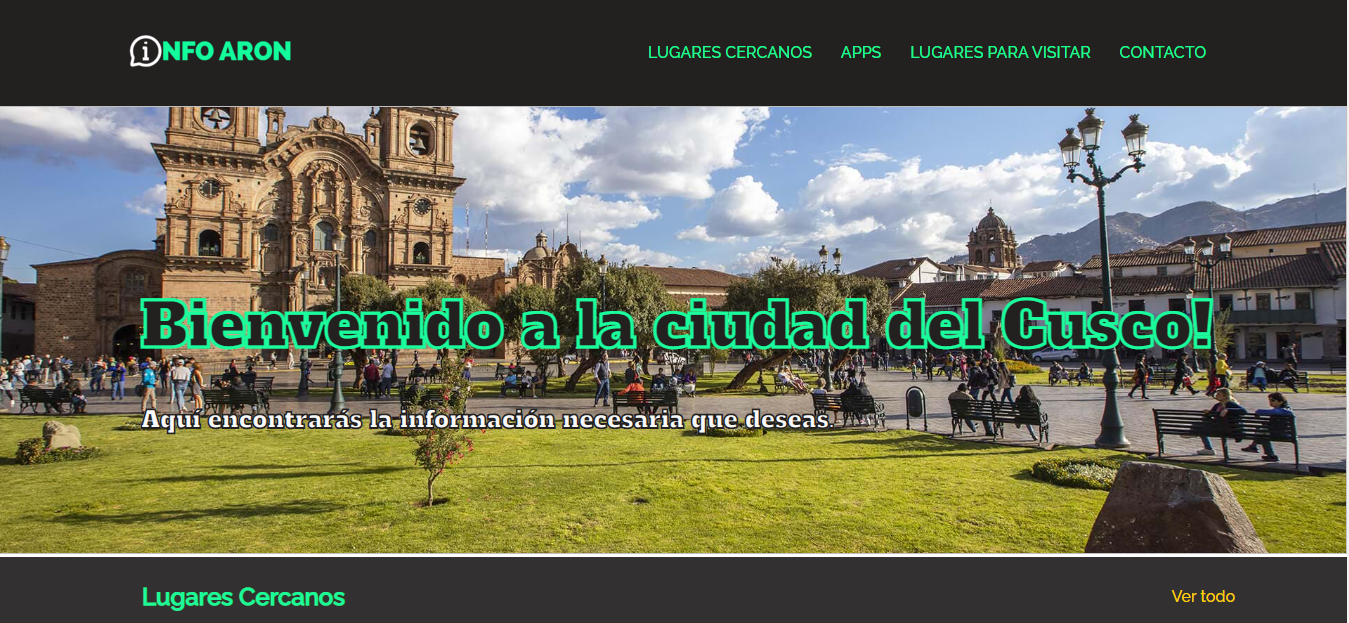 iNFO ARON
LUGARES CERCANOS APPS LUGARES PARA VISITAR CONTACTO
Bienvenido a la ciudad del Cusco!
Aquí encontrarás la información necesaria que deseas.
Lugares Cercanos
Ver todo